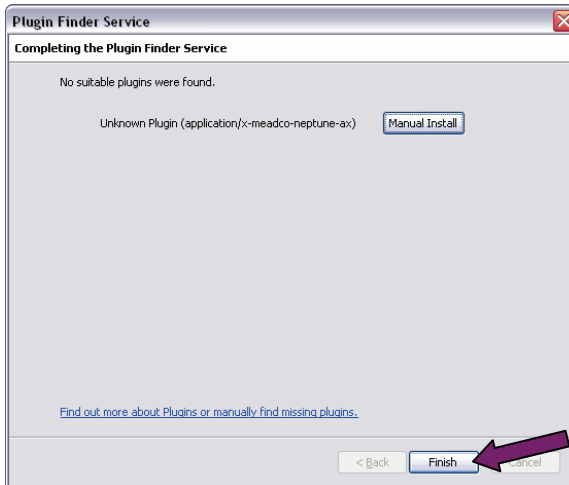 Plugin Finder Service
Completing the Plugin Finder Service
No suitable plugins were found.
Unknown Plugin (application/x-meadco-neptune-ax) Manual Install
Find out more about Plugins or manually find missing plugins.
< Back Finish Cancel